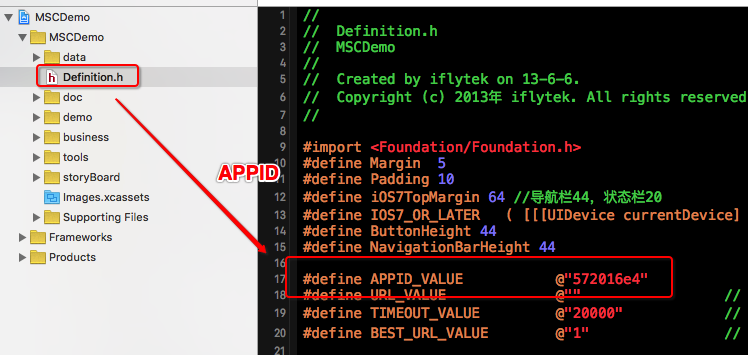 MSCDemo
MSCDemo
data
Definition.h
doc
demo
business
tools
storyBoard
Images.xcassets
Supporting Files
Frameworks
Products
APPID
1 //
2 // Definition.h
3 // MSCDemo
4 //
5 // Created by iflytek on 13-6-6.
6 // Copyright (c) 2013年 iflytek. All rights reserved
7 //
8
9 #import <Foundation/Foundation.h>
10 #define Margin 5
11 #define Padding 10
12 #define iOS7TopMargin 64 //导航栏44，状态栏20
13 #define IOS7_OR_LATER ( [[[UIDevice currentDevice]
14 #define ButtonHeight 44
15 #define NavigationBarHeight 44
16
17 #define APPID_VALUE @"572016e4"
18 #define URL_VALUE @"" //
19 #define TIMEOUT_VALUE @"20000" //
20 #define BEST_URL_VALUE @"1" //
21